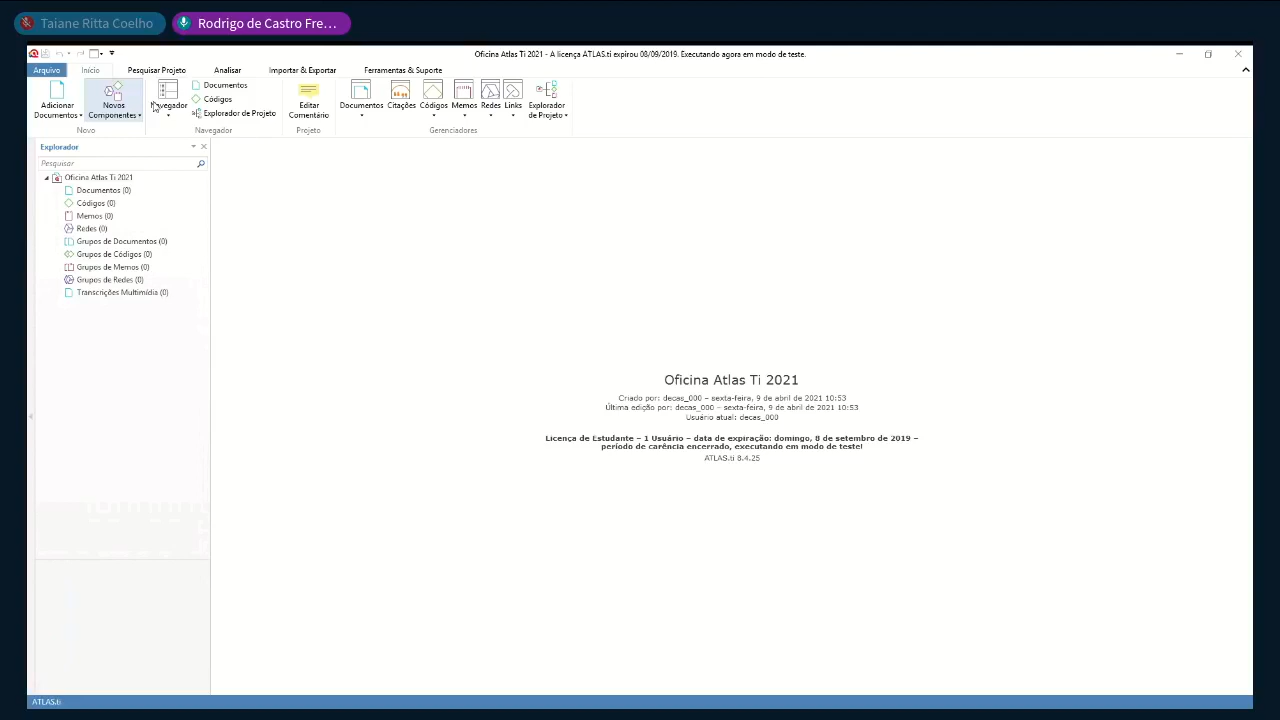 Taiane Ritta Coelho
Rodrigo de Castro Fre...
Oficina Atlas Ti 2021 - A licença ATLAS.ti expirou 08/09/2019. Executando agora em modo de teste.
Arquivo Início Pesquisar Projeto Analisar Importar & Exportar Ferramentas & Suporte
Adicionar Documentos
Novos Componentes
Navegador
Documentos
Códigos
Explorador de Projeto
Editar Comentário
Documentos Citações Códigos Memos Redes Links
Explorador de Projeto
Novo Navegador Projeto Gerenciadores
Explorador
Pesquisar
Oficina Atlas Ti 2021
Documentos (0)
Códigos (0)
Memos (0)
Redes (0)
Grupos de Documentos (0)
Grupos de Códigos (0)
Grupos de Memos (0)
Grupos de Redes (0)
Transcrições Multimídia (0)
Oficina Atlas Ti 2021
Criado por: decas_000 – sexta-feira, 9 de abril de 2021 10:53
Última edição por: decas_000 – sexta-feira, 9 de abril de 2021 10:53
Usuário atual: decas_000
Licença de Estudante – 1 Usuário – data de expiração: domingo, 8 de setembro de 2019 –
período de carência encerrado, executando em modo de teste!
ATLAS.ti 8.4.25
ATLAS.ti